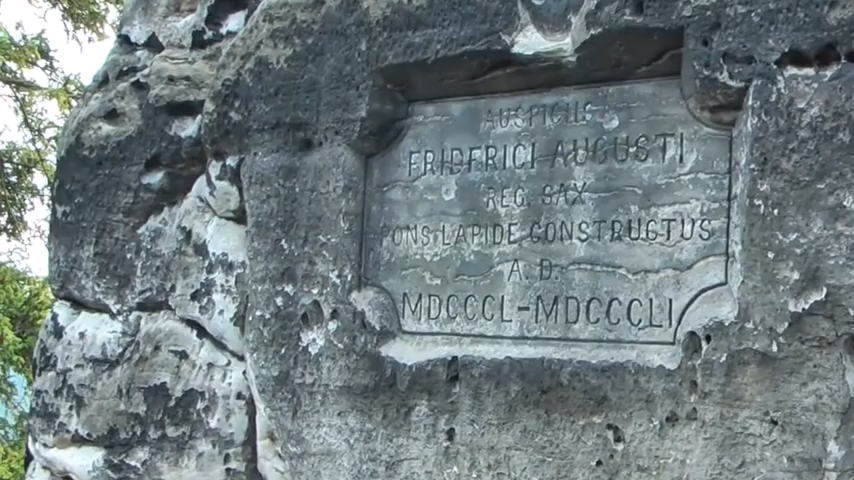 AUSPICIIS
FRIDERICI AUGUSTI
REG. SAX
PONS LAPIDE CONSTRUCTUS
A. D.
MDCCCL-MDCCCLI